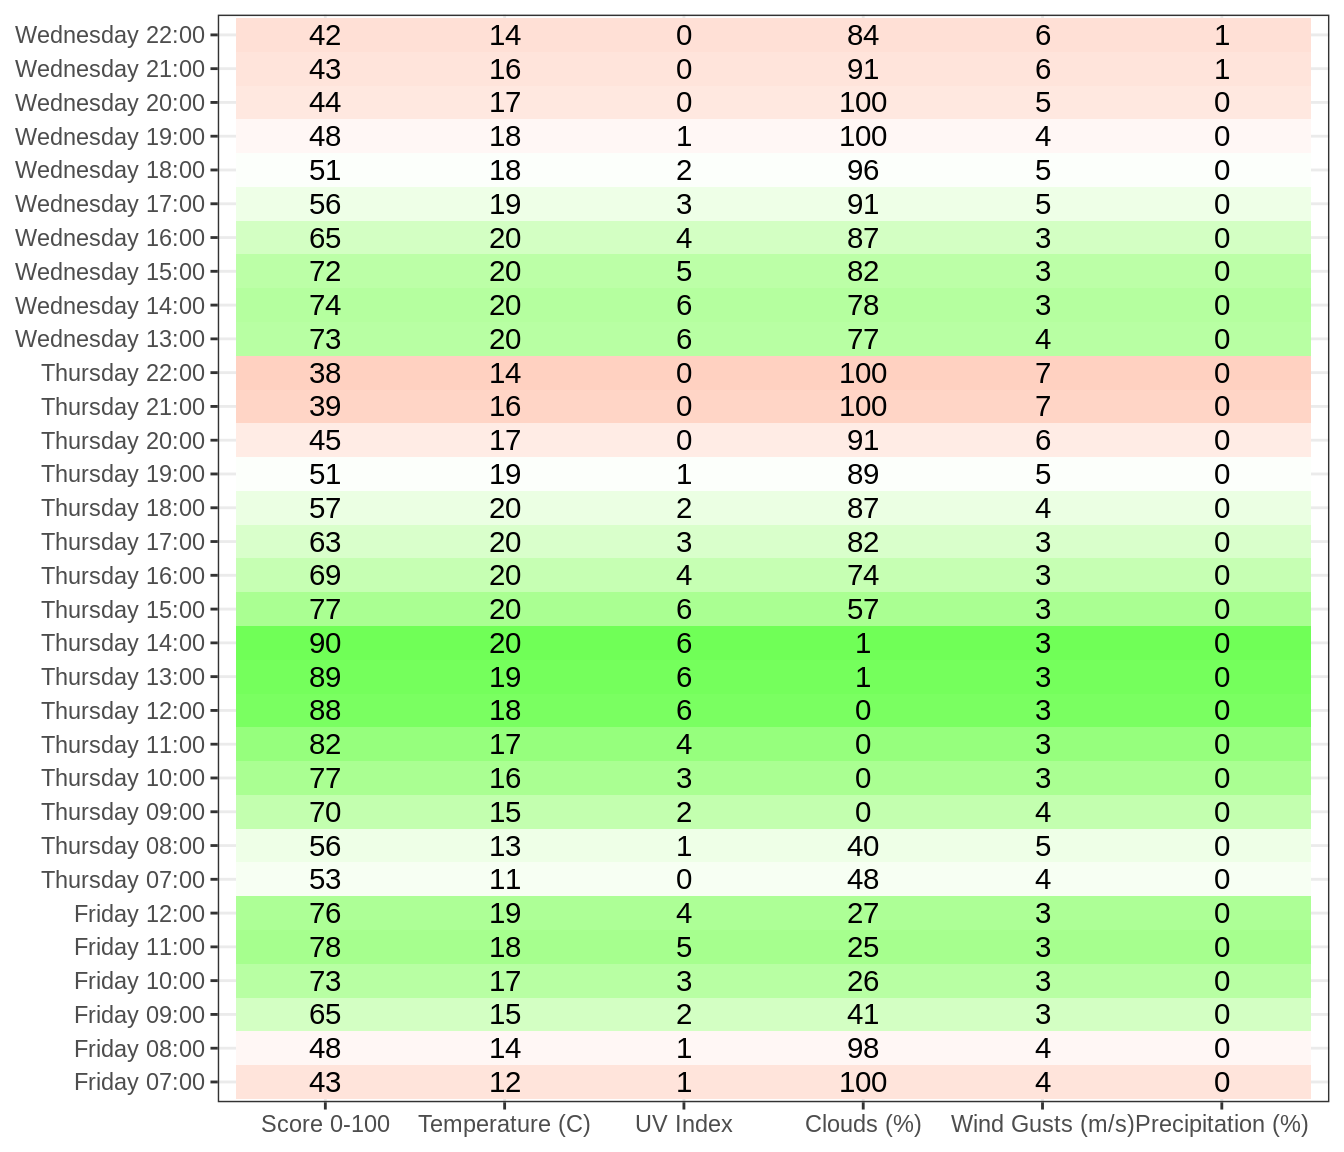 Wednesday 22:00 42 14 0 84 6 1
Wednesday 21:00 43 16 0 91 6 1
Wednesday 20:00 44 17 0 100 5 0
Wednesday 19:00 48 18 1 100 4 0
Wednesday 18:00 51 18 2 96 5 0
Wednesday 17:00 56 19 3 91 5 0
Wednesday 16:00 65 20 4 87 3 0
Wednesday 15:00 72 20 5 82 3 0
Wednesday 14:00 74 20 6 78 3 0
Wednesday 13:00 73 20 6 77 4 0
Thursday 22:00 38 14 0 100 7 0
Thursday 21:00 39 16 0 100 7 0
Thursday 20:00 45 17 0 91 6 0
Thursday 19:00 51 19 1 89 5 0
Thursday 18:00 57 20 2 87 4 0
Thursday 17:00 63 20 3 82 3 0
Thursday 16:00 69 20 4 74 3 0
Thursday 15:00 77 20 6 57 3 0
Thursday 14:00 90 20 6 1 3 0
Thursday 13:00 89 19 6 1 3 0
Thursday 12:00 88 18 6 0 3 0
Thursday 11:00 82 17 4 0 3 0
Thursday 10:00 77 16 3 0 3 0
Thursday 09:00 70 15 2 0 4 0
Thursday 08:00 56 13 1 40 5 0
Thursday 07:00 53 11 0 48 4 0
Friday 12:00 76 19 4 27 3 0
Friday 11:00 78 18 5 25 3 0
Friday 10:00 73 17 3 26 3 0
Friday 09:00 65 15 2 41 3 0
Friday 08:00 48 14 1 98 4 0
Friday 07:00 43 12 1 100 4 0
Score 0-100 Temperature (C) UV Index Clouds (%) Wind Gusts (m/s) Precipitation (%)